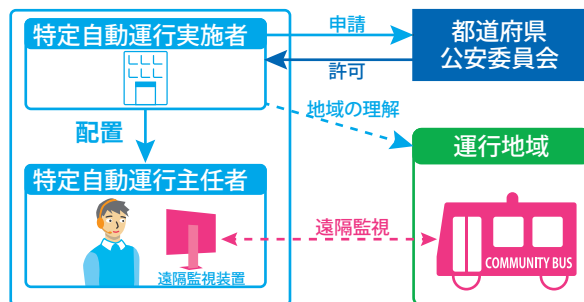 特定自動運行実施者
申請
都道府県
公安委員会
許可
地域の理解
配置
運行地域
特定自動運行主任者
遠隔監視
COMMUNITY BUS
遠隔監視装置